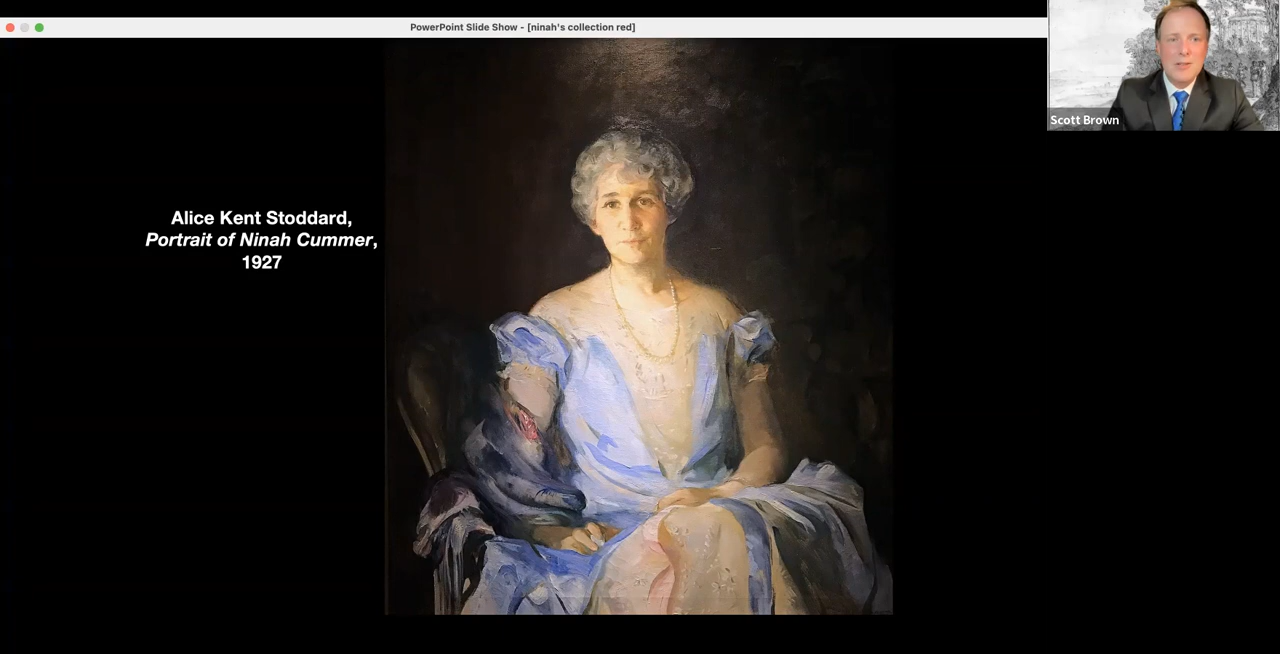 PowerPoint Slide Show - [ninah's collection red]
Scott Brown
Alice Kent Stoddard,
Portrait of Ninah Cummer,
1927